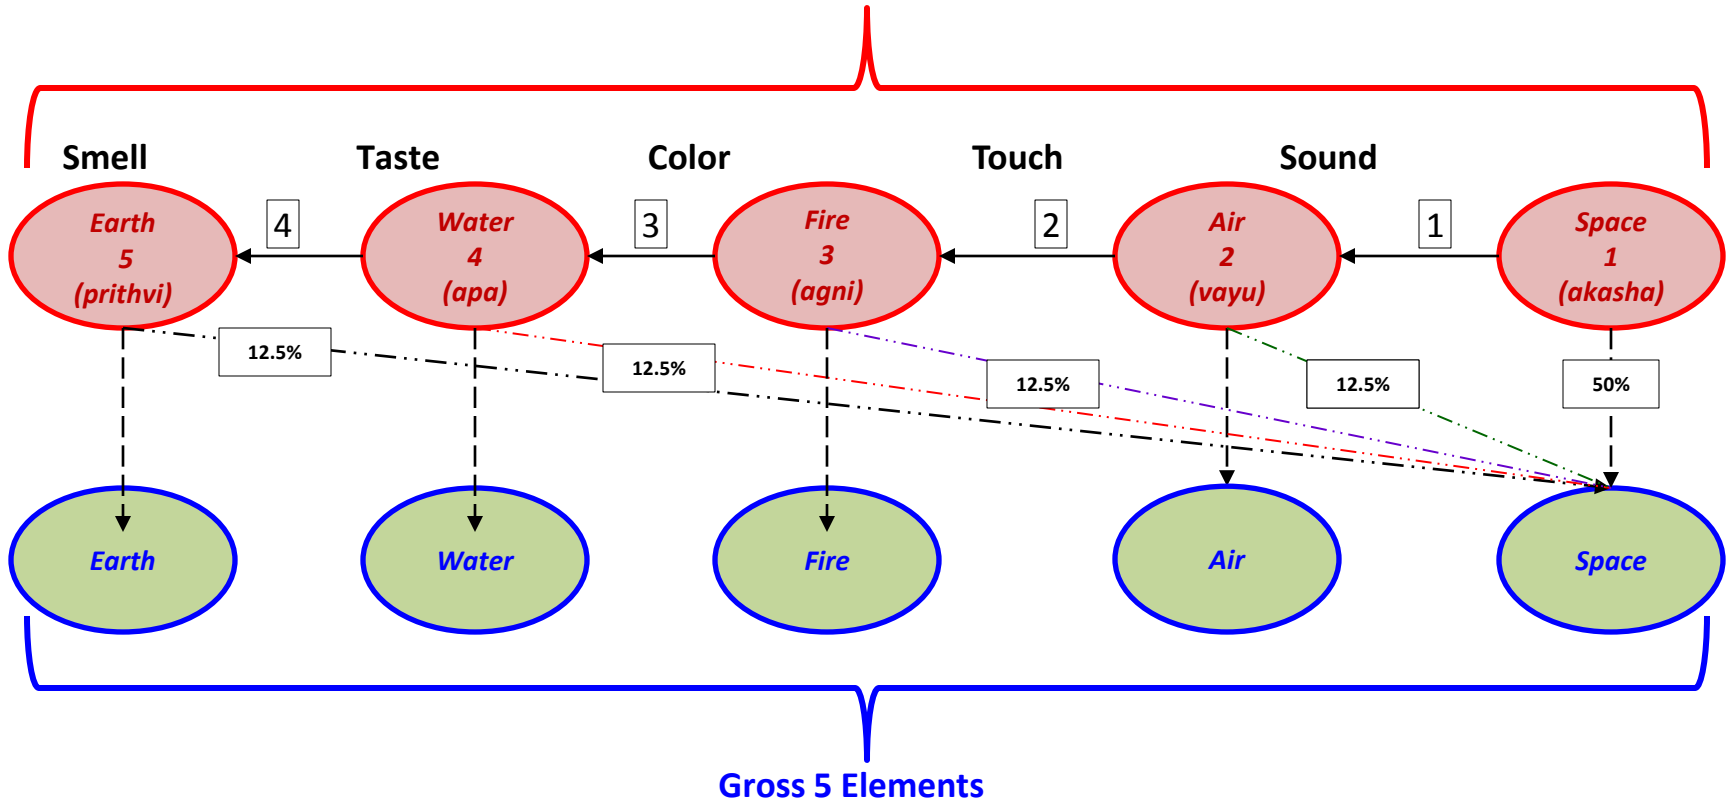 Smell
Taste
Color
Touch
Sound
Earth
5
(prithvi)
4
Water
4
(apa)
3
Fire
3
(agni)
2
Air
2
(vayu)
1
Space
1
(akasha)
12.5%
12.5%
12.5%
12.5%
50%
Earth
Water
Fire
Air
Space
Gross 5 Elements